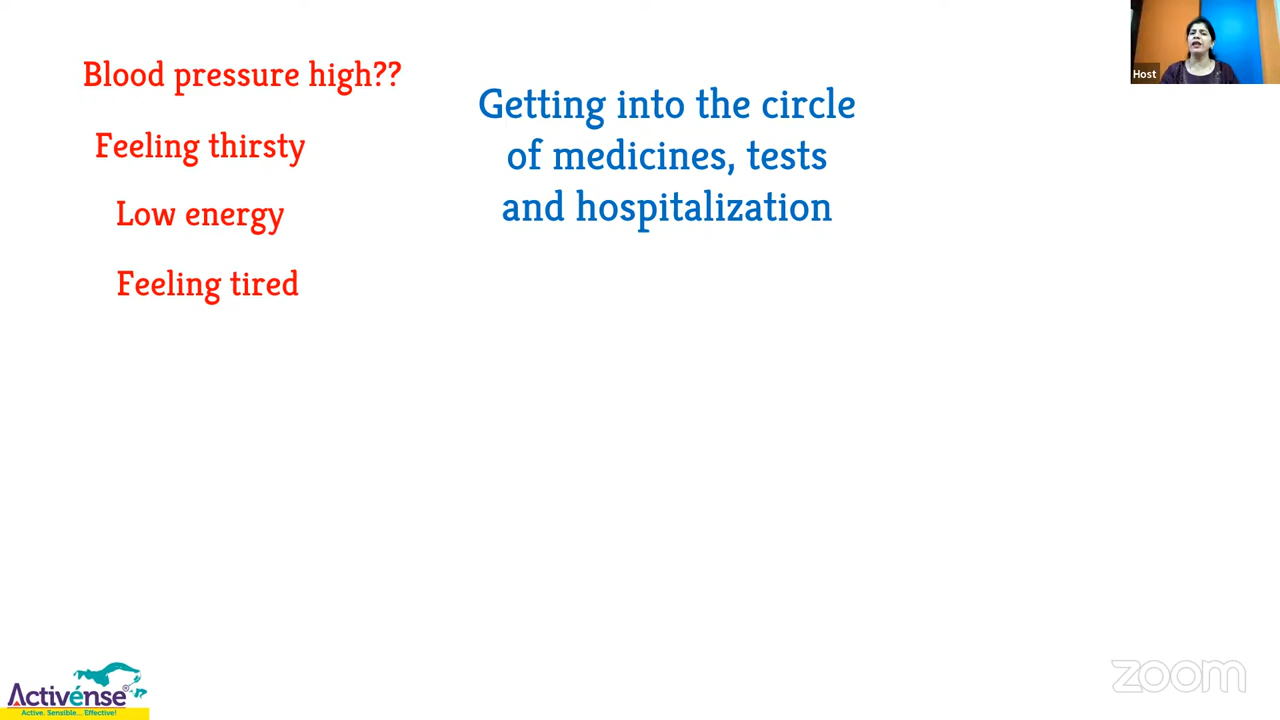 Blood pressure high??
Feeling thirsty
Low energy
Feeling tired
Getting into the circle
of medicines, tests
and hospitalization
Host
Activénse®
Active. Sensible... Effective!
zoom